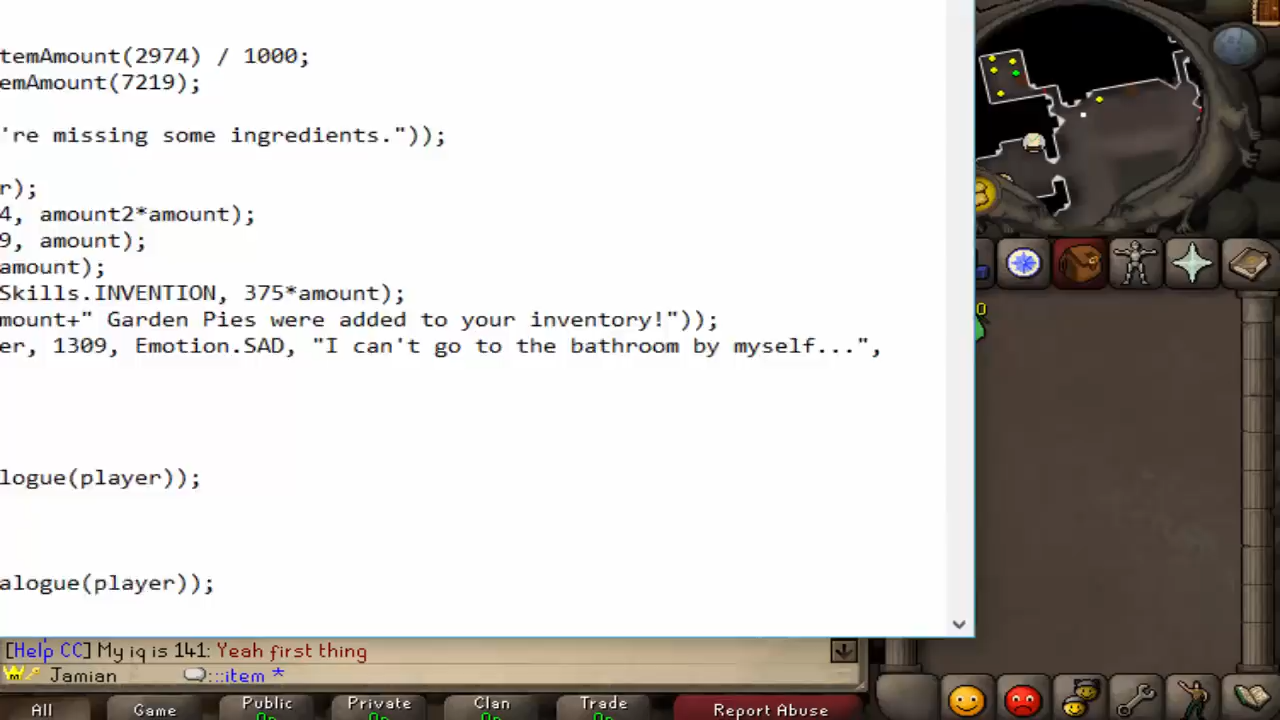 temAmount(2974) / 1000;
emAmount(7219);
're missing some ingredients."));
r);
4, amount2*amount);
9, amount);
amount);
Skills.INVENTION, 375*amount);
mount+" Garden Pies were added to your inventory!"));
er, 1309, Emotion.SAD, "I can't go to the bathroom by myself...",
logue(player));
alogue(player));
0
[Help CC] My iq is 141: Yeah first thing
Jamian :::item *
All Game Public Private Clan Trade Report Abuse